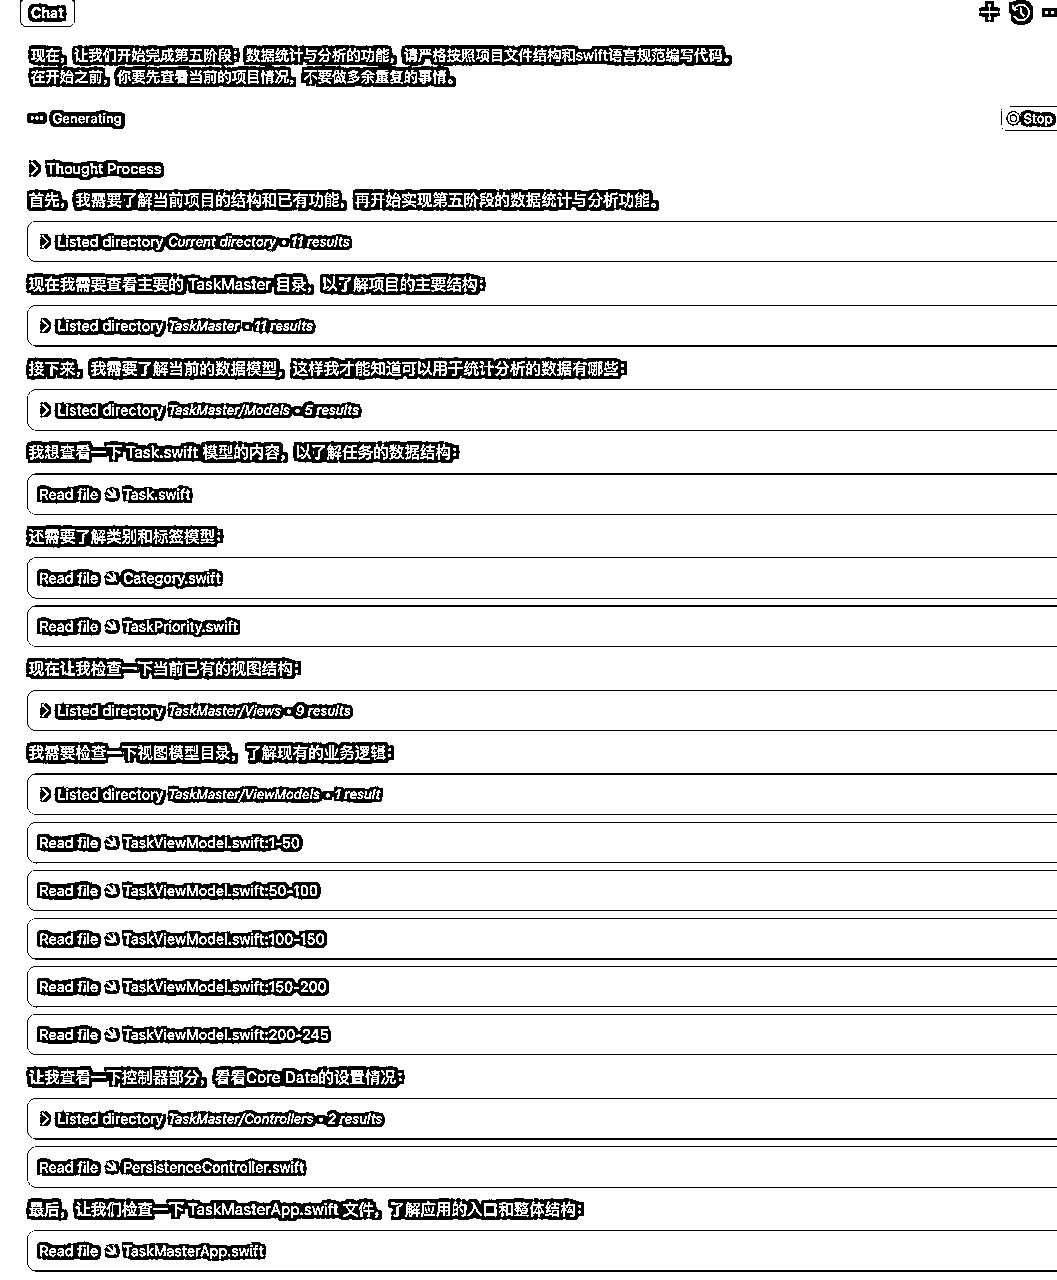 Chat
现在，让我们开始完成第五阶段：数据统计与分析的功能，请严格按照项目文件结构和swift语言规范编写代码。
在开始之前，你要先查看当前的项目情况，不要做多余重复的事情。
Generating
Stop
Thought Process
首先，我需要了解当前项目的结构和已有功能，再开始实现第五阶段的数据统计与分析功能。
Listed directory Current directory • 11 results
现在我需要查看主要的 TaskMaster 目录，以了解项目的主要结构：
Listed directory TaskMaster • 11 results
接下来，我需要了解当前的数据模型，这样我才能知道可以用于统计分析的数据有哪些：
Listed directory TaskMaster/Models • 5 results
我想查看一下 Task.swift 模型的内容，以了解任务的数据结构：
Read file Task.swift
还需要了解类别和标签模型：
Read file Category.swift
Read file TaskPriority.swift
现在让我检查一下当前已有的视图结构：
Listed directory TaskMaster/Views • 9 results
我需要检查一下视图模型目录，了解现有的业务逻辑：
Listed directory TaskMaster/ViewModels • 1 result
Read file TaskViewModel.swift:1-50
Read file TaskViewModel.swift:50-100
Read file TaskViewModel.swift:100-150
Read file TaskViewModel.swift:150-200
Read file TaskViewModel.swift:200-245
让我查看一下控制器部分，看看Core Data的设置情况：
Listed directory TaskMaster/Controllers • 2 results
Read file PersistenceController.swift
最后，让我们检查一下 TaskMasterApp.swift 文件，了解应用的入口和整体结构：
Read file TaskMasterApp.swift